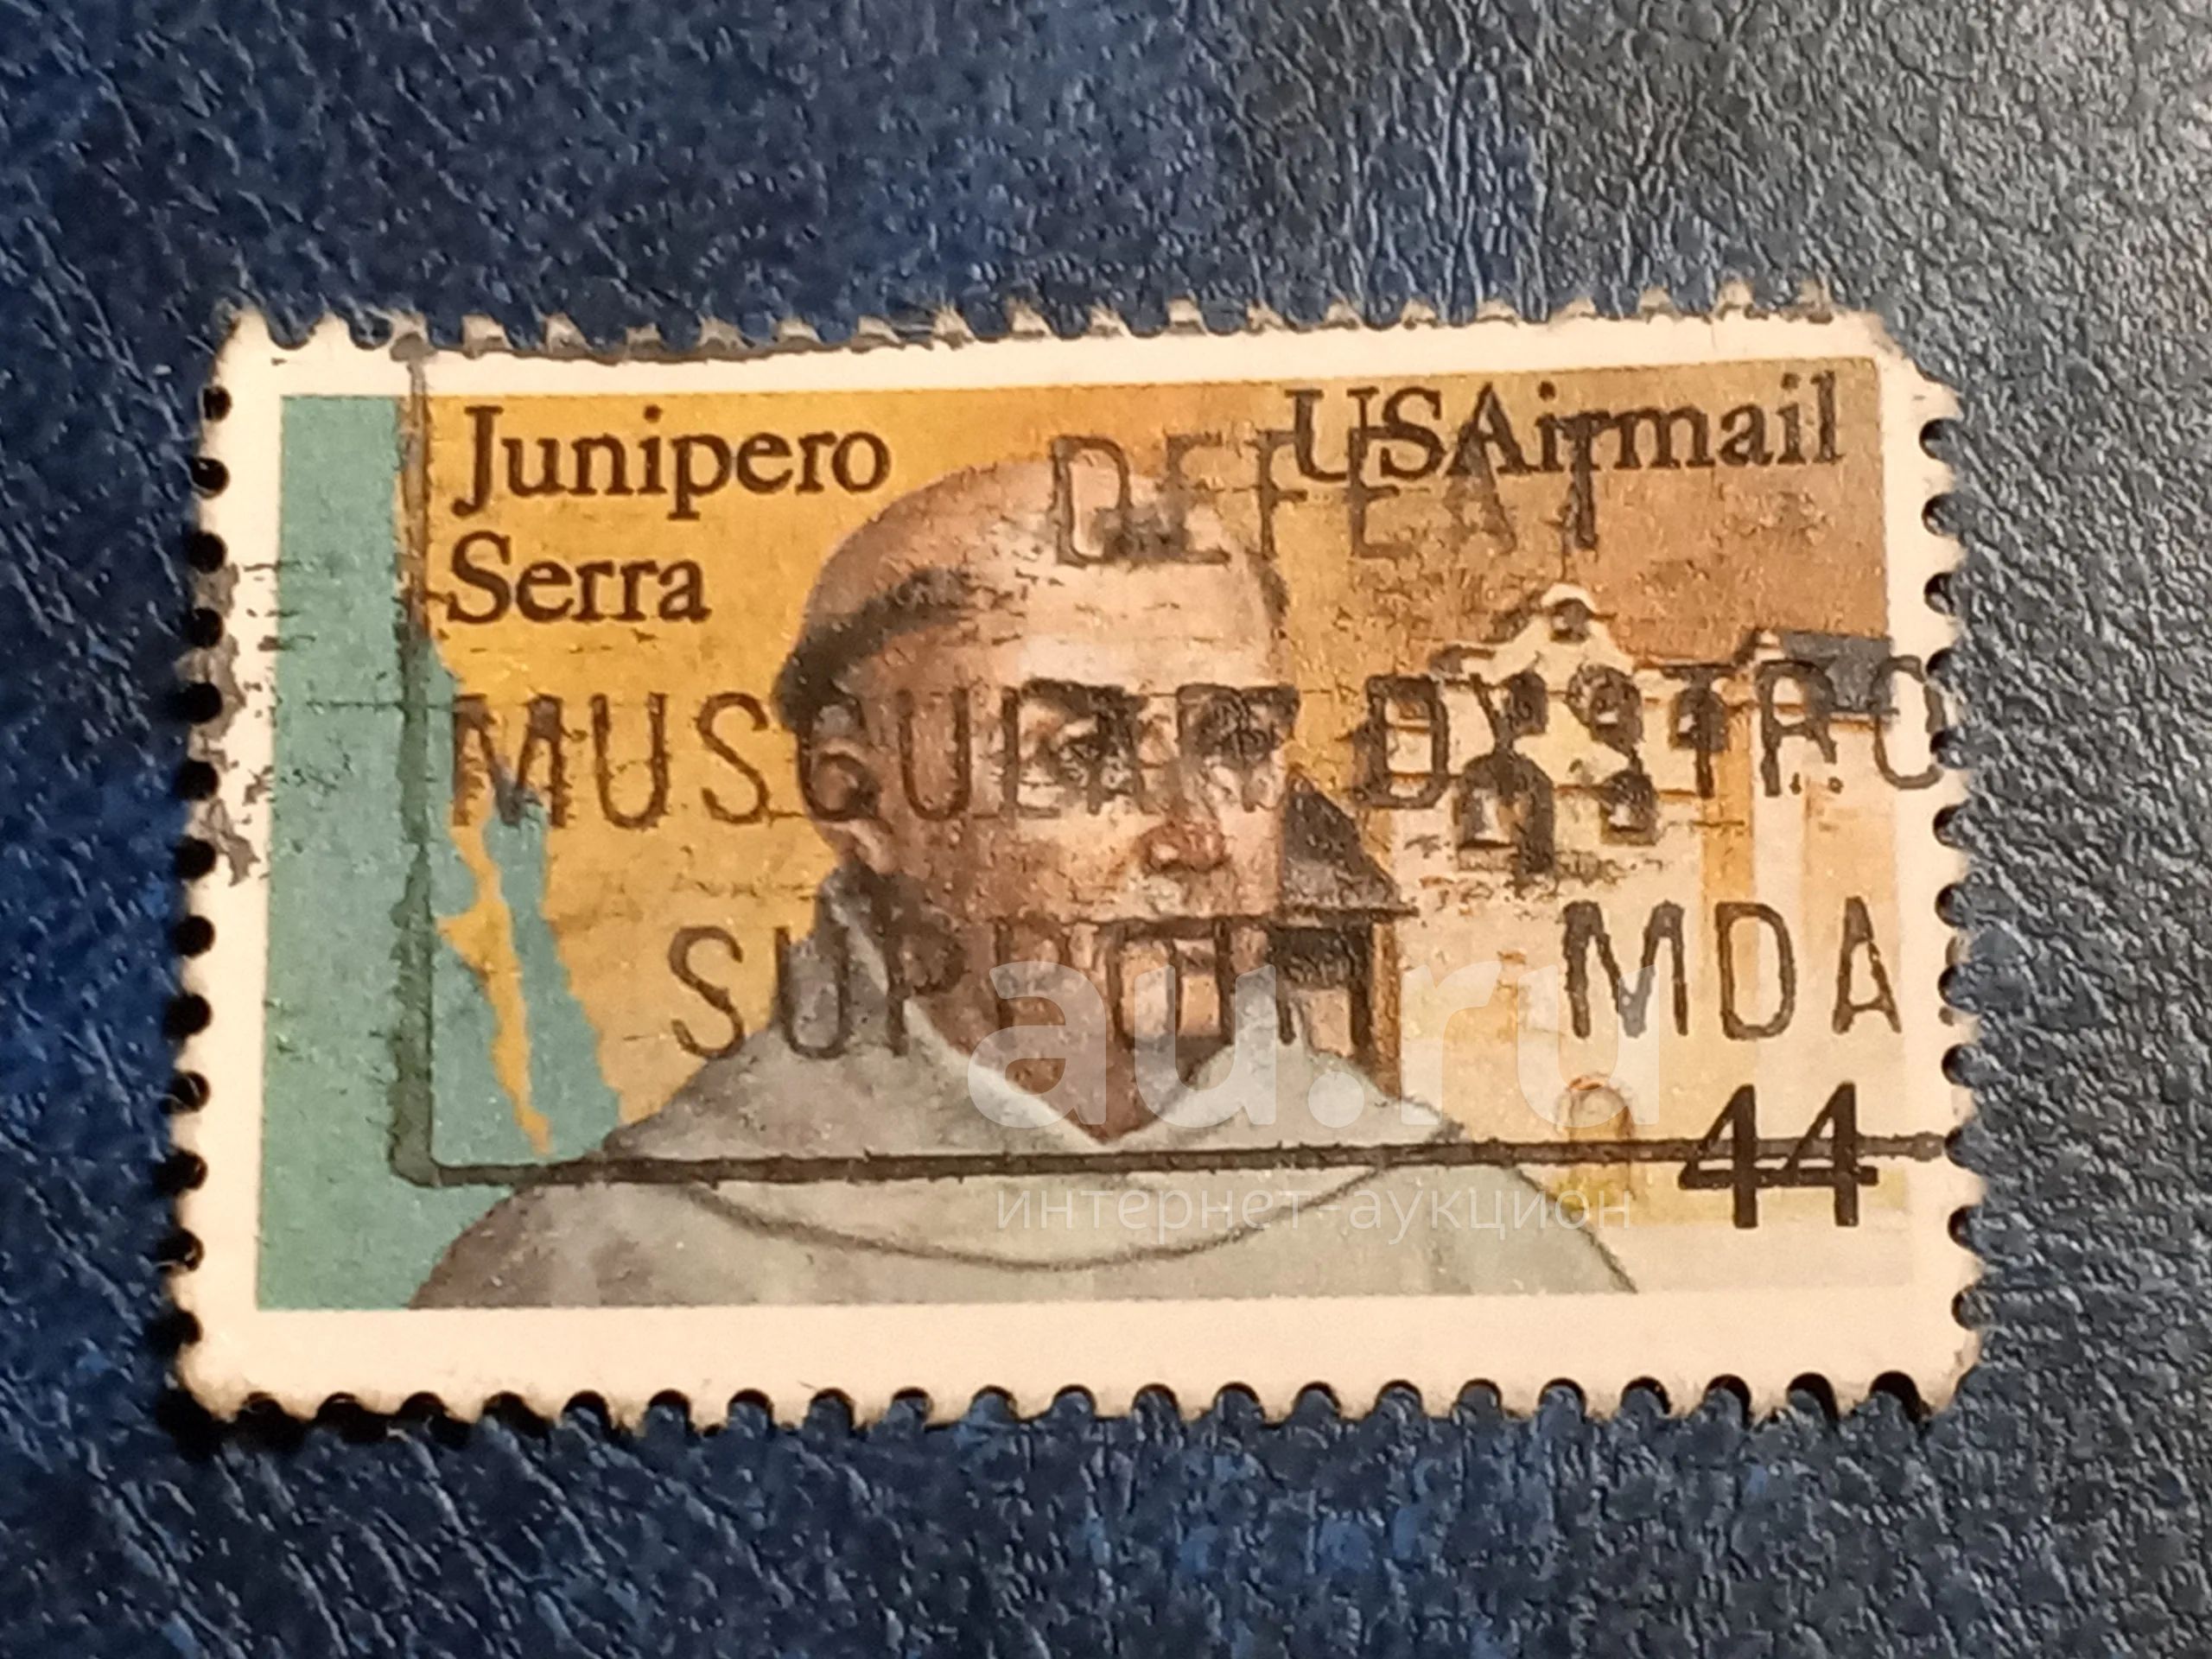 Junipero
Serra
USAirmail
DEFEAT
MUSCULAR DYSTRO
SUPPORT MDA
44
au.ru
интернет-аукцион